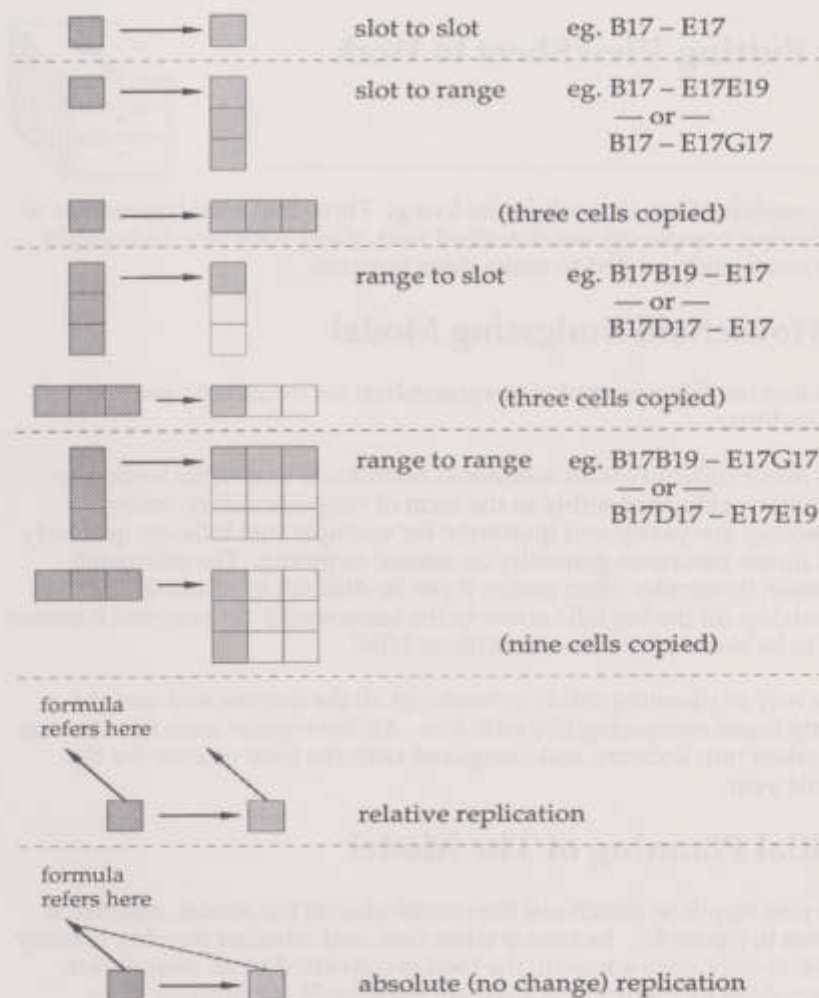 slot to slot eg. B17 – E17
slot to range eg. B17 – E17E19
— or —
B17 – E17G17
(three cells copied)
range to slot eg. B17B19 – E17
— or —
B17D17 – E17
(three cells copied)
range to range eg. B17B19 – E17G17
— or —
B17D17 – E17E19
(nine cells copied)
formula
refers here
relative replication
formula
refers here
absolute (no change) replication